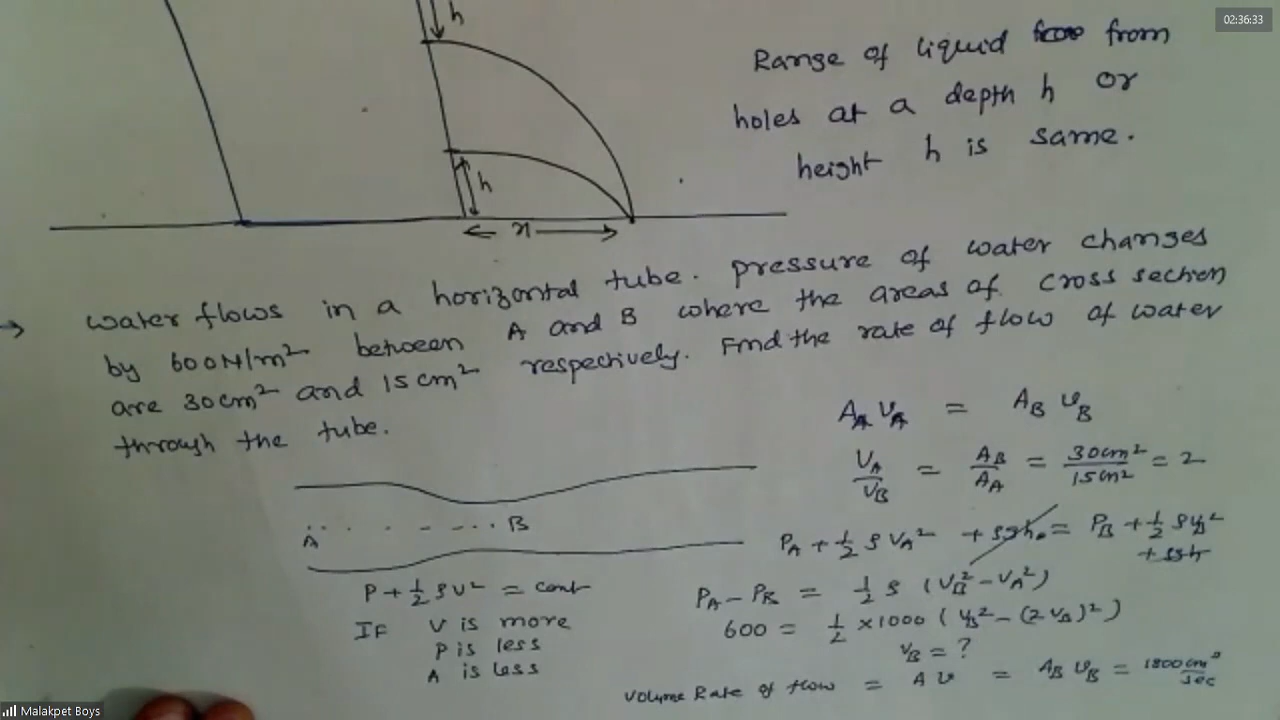 02:36:33
h
Range of liquid from
holes at a depth h or
height h is same.
h
x
→ water flows in a horizontal tube. pressure of water changes
by 600N/m² between A and B where the areas of cross section
are 30cm² and 15cm² respectively. Find the rate of flow of water
through the tube.
A_A V_A = A_B V_B
V_A/V_B = A_B/A_A = 30cm²/15cm² = 2
A B
P_A + ½ ρ V_A² + ρgh = P_B + ½ ρ V_B² + ρgh
P + ½ ρ V² = cont
P_A - P_B = ½ ρ (V_B² - V_A²)
IF V is more
600 = ½ × 1000 (V_B² - (2 V_B)²)
P is less
V_B = ?
A is less
Volume Rate of flow = A V = A_B V_B = 1800 cm³/sec
Malakpet Boys